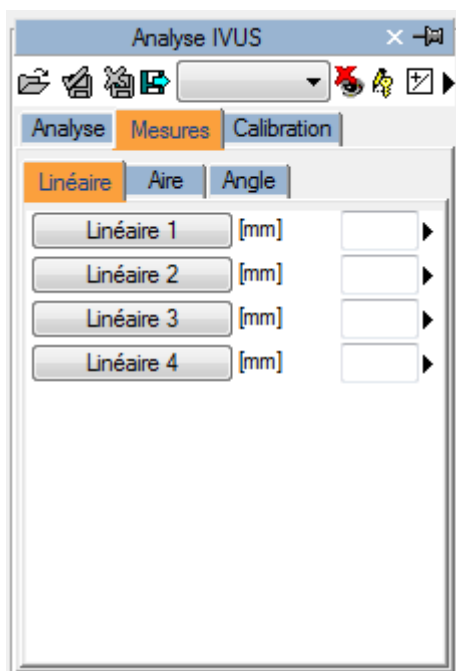 Analyse IVUS
Analyse Mesures Calibration
Linéaire Aire Angle
Linéaire 1 [mm]
Linéaire 2 [mm]
Linéaire 3 [mm]
Linéaire 4 [mm]